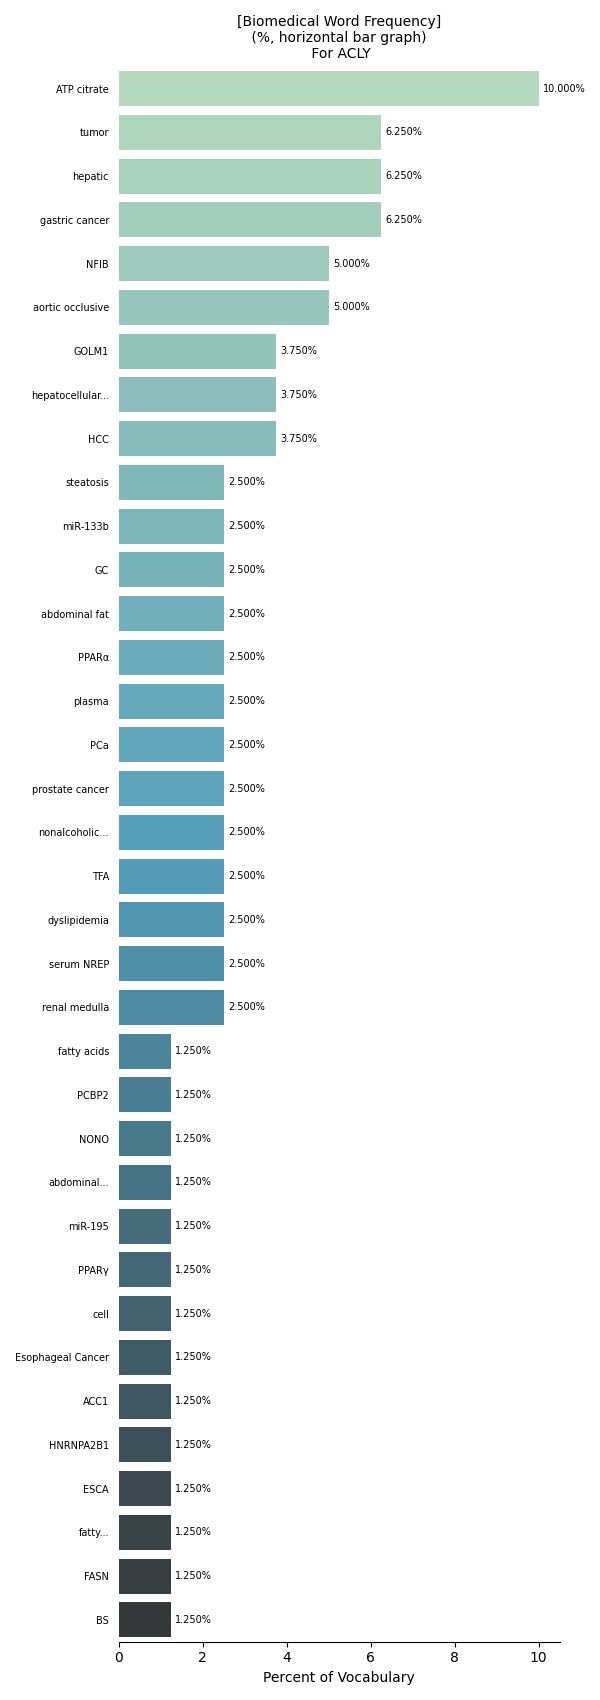 [Biomedical Word Frequency]
(%, horizontal bar graph)
For ACLY
ATP citrate 10.000%
tumor 6.250%
hepatic 6.250%
gastric cancer 6.250%
NFIB 5.000%
aortic occlusive 5.000%
GOLM1 3.750%
hepatocellular... 3.750%
HCC 3.750%
steatosis 2.500%
miR-133b 2.500%
GC 2.500%
abdominal fat 2.500%
PPARα 2.500%
plasma 2.500%
PCa 2.500%
prostate cancer 2.500%
nonalcoholic... 2.500%
TFA 2.500%
dyslipidemia 2.500%
serum NREP 2.500%
renal medulla 2.500%
fatty acids 1.250%
PCBP2 1.250%
NONO 1.250%
abdominal... 1.250%
miR-195 1.250%
PPARγ 1.250%
cell 1.250%
Esophageal Cancer 1.250%
ACC1 1.250%
HNRNPA2B1 1.250%
ESCA 1.250%
fatty... 1.250%
FASN 1.250%
BS 1.250%
0 2 4 6 8 10
Percent of Vocabulary